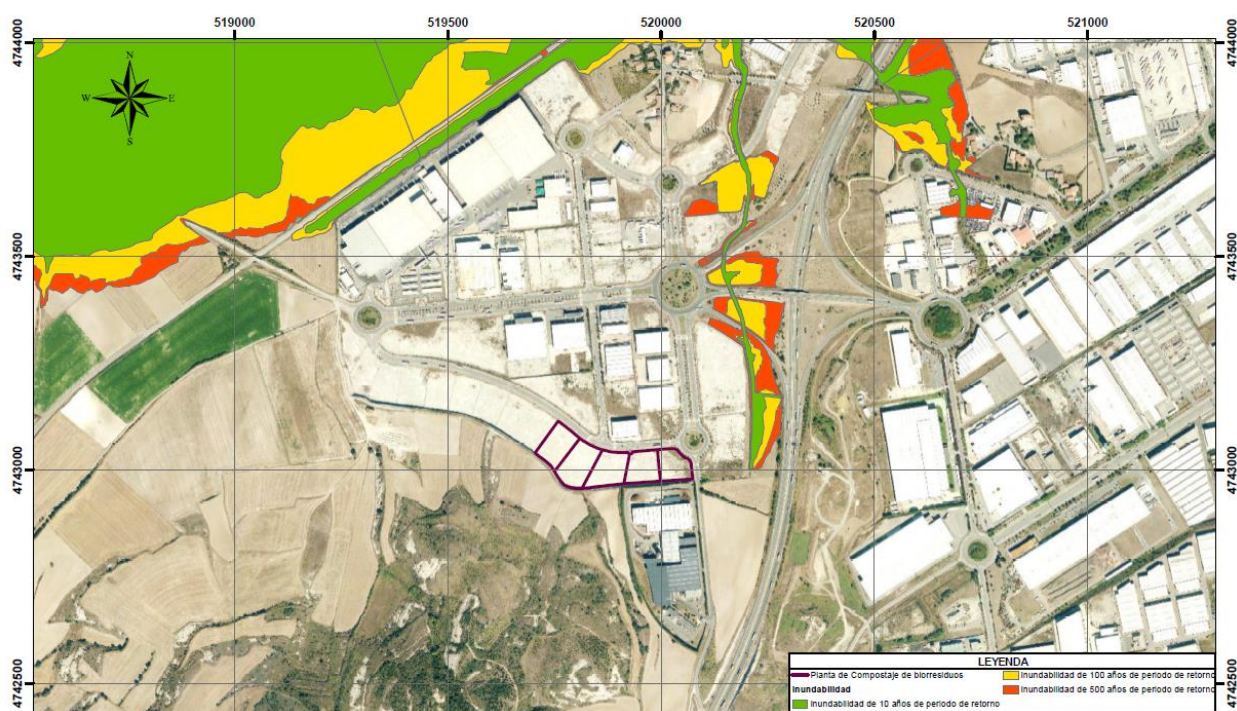 519000 519500 520000 520500 521000
4744000 4744000
N
W E
S
4743500 4743500
4743000 4743000
4742500 4742500
LEYENDA
Planta de Compostaje de biorresiduos
Inundabilidad de 100 años de periodo de retorno
Inundabilidad
Inundabilidad de 500 años de periodo de retorno
Inundabilidad de 10 años de periodo de retorno